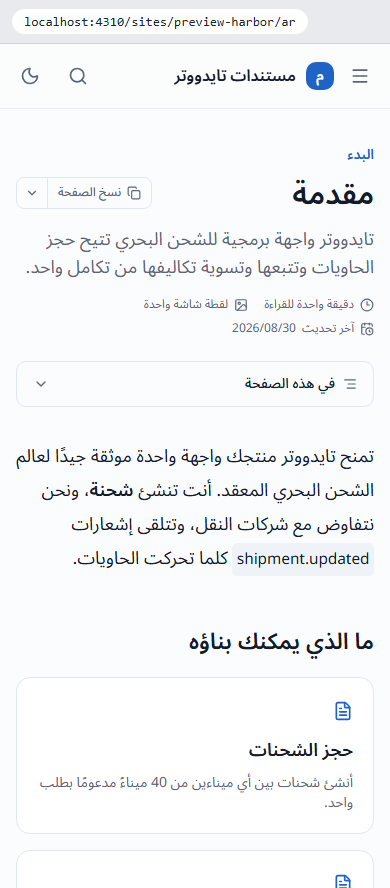 localhost:4310/sites/preview-harbor/ar
م مستندات تايدووتر
البدء
مقدمة
نسخ الصفحة
تايدووتر واجهة برمجية للشحن البحري تتيح حجز
الحاويات وتتبعها وتسوية تكاليفها من تكامل واحد.
دقيقة واحدة للقراءة لقطة شاشة واحدة
آخر تحديث 2026/08/30
في هذه الصفحة
تمنح تايدووتر منتجك واجهة واحدة موثقة جيدًا لعالم
الشحن البحري المعقد. أنت تنشئ شحنة، ونحن
نتفاوض مع شركات النقل، وتتلقى إشعارات
shipment.updated كلما تحركت الحاويات.
ما الذي يمكنك بناؤه
حجز الشحنات
أنشئ شحنات بين أي ميناءين من 40 ميناءً مدعومًا بطلب
واحد.